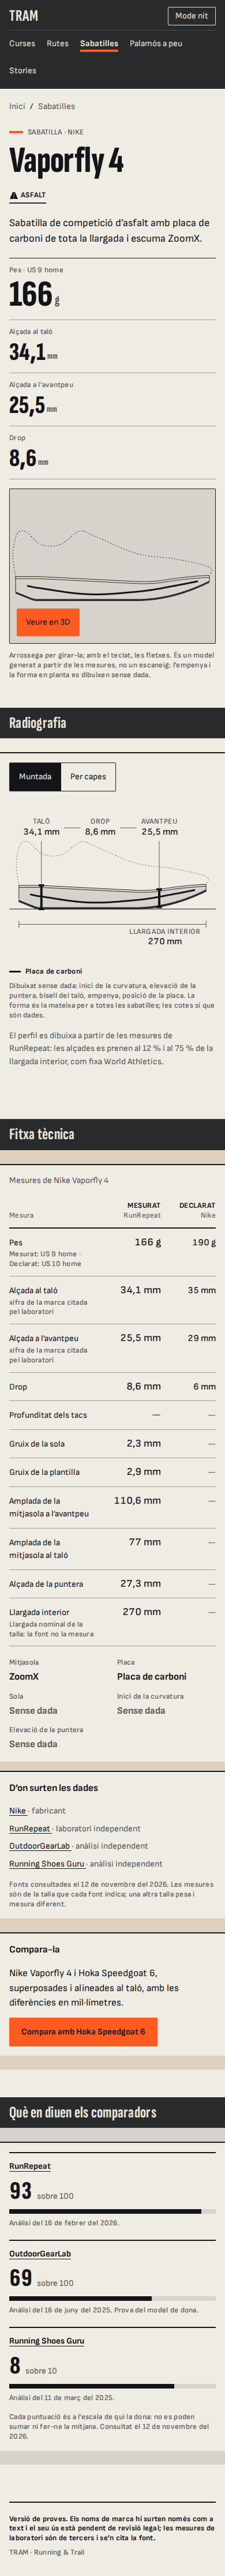 TRAM
Mode nit
Curses Rutes Sabatilles Palamós a peu
Stories
Inici / Sabatilles
SABATILLA · NIKE
Vaporfly 4
ASFALT
Sabatilla de competició d'asfalt amb placa de
carboni de tota la llargada i escuma ZoomX.
Pes · US 9 home
166 g
Alçada al taló
34,1 mm
Alçada a l'avantpeu
25,5 mm
Drop
8,6 mm
Veure en 3D
Arrossega per girar-la; amb el teclat, les fletxes. És un model
generat a partir de les mesures, no un escaneig: l'empenya i
la forma en planta es dibuixen sense dada.
Radiografia
Muntada Per capes
TALÓ DROP AVANTPEU
34,1 mm 8,6 mm 25,5 mm
LLARGADA INTERIOR
270 mm
Placa de carboni
Dibuixat sense dada: inici de la curvatura, elevació de la
puntera, bisell del taló, empenya, posició de la placa. La
forma és la mateixa per a totes les sabatilles; les cotes sí que
són dades.
El perfil es dibuixa a partir de les mesures de
RunRepeat: les alçades es prenen al 12 % i al 75 % de la
llargada interior, com fixa World Athletics.
Fitxa tècnica
Mesures de Nike Vaporfly 4
MESURAT DECLARAT
Mesura RunRepeat Nike
Pes 166 g 190 g
Mesurat: US 9 home ·
Declarat: US 10 home
Alçada al taló 34,1 mm 35 mm
xifra de la marca citada
pel laboratori
Alçada a l'avantpeu 25,5 mm 29 mm
xifra de la marca citada
pel laboratori
Drop 8,6 mm 6 mm
Profunditat dels tacs — —
Gruix de la sola 2,3 mm —
Gruix de la plantilla 2,9 mm —
Amplada de la 110,6 mm —
mitjasola a l'avantpeu
Amplada de la 77 mm —
mitjasola al taló
Alçada de la puntera 27,3 mm —
Llargada interior 270 mm —
Llargada nominal de la
talla: la font no la mesura
Mitjasola Placa
ZoomX Placa de carboni
Sola Inici de la curvatura
Sense dada Sense dada
Elevació de la puntera
Sense dada
D'on surten les dades
Nike · fabricant
RunRepeat · laboratori independent
OutdoorGearLab · anàlisi independent
Running Shoes Guru · anàlisi independent
Fonts consultades el 12 de novembre del 2026. Les mesures
són de la talla que cada font indica; una altra talla pesa i
mesura diferent.
Compara-la
Nike Vaporfly 4 i Hoka Speedgoat 6,
superposades i alineades al taló, amb les
diferències en mil·límetres.
Compara amb Hoka Speedgoat 6
Què en diuen els comparadors
RunRepeat
93 sobre 100
Anàlisi del 16 de febrer del 2026.
OutdoorGearLab
69 sobre 100
Anàlisi del 16 de juny del 2025. Prova del model de dona.
Running Shoes Guru
8 sobre 10
Anàlisi del 11 de març del 2025.
Cada puntuació és a l'escala de qui la dona: no es poden
sumar ni fer-ne la mitjana. Consultat el 12 de novembre del
2026.
Versió de proves. Els noms de marca hi surten només com a
text i el seu ús està pendent de revisió legal; les mesures de
laboratori són de tercers i se'n cita la font.
TRAM · Running & Trail